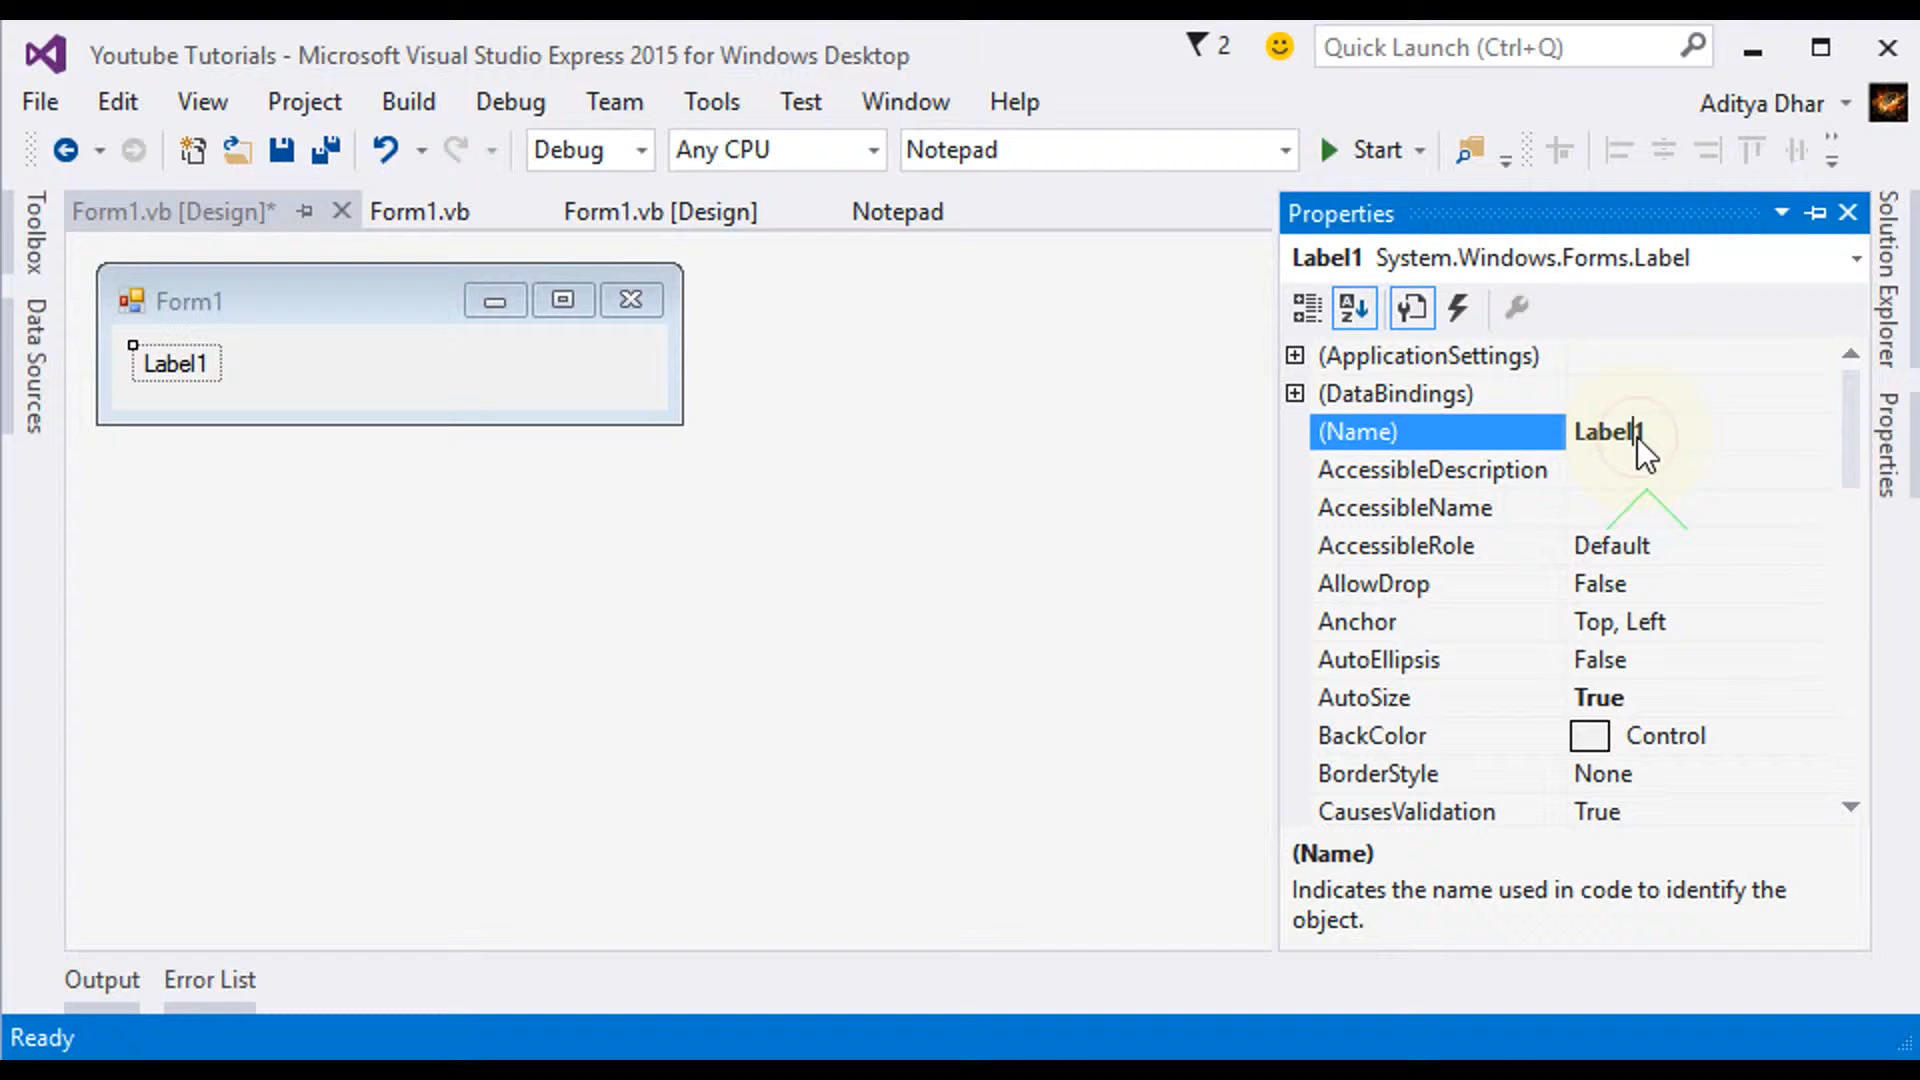 Youtube Tutorials - Microsoft Visual Studio Express 2015 for Windows Desktop
2
Quick Launch (Ctrl+Q)
File Edit View Project Build Debug Team Tools Test Window Help
Aditya Dhar
Debug Any CPU Notepad Start
Toolbox
Data Sources
Form1.vb [Design]* Form1.vb Form1.vb [Design] Notepad
Form1
Label1
Properties
Label1 System.Windows.Forms.Label
(ApplicationSettings)
(DataBindings)
(Name) Label1
AccessibleDescription
AccessibleName
AccessibleRole Default
AllowDrop False
Anchor Top, Left
AutoEllipsis False
AutoSize True
BackColor Control
BorderStyle None
CausesValidation True
(Name)
Indicates the name used in code to identify the
object.
Solution Explorer
Properties
Output Error List
Ready